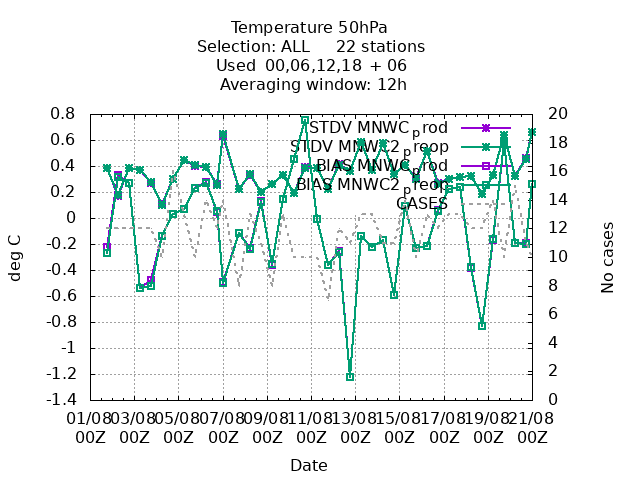 Temperature 50hPa
Selection: ALL 22 stations
Used 00,06,12,18 + 06
Averaging window: 12h
0.8
0.6
0.4
0.2
0
-0.2
-0.4
-0.6
-0.8
-1
-1.2
-1.4
deg C
20
18
16
14
12
10
8
6
4
2
0
No cases
STDV MNWCprod
STDV MNWC2preop
BIAS MNWCprod
BIAS MNWC2preop
CASES
01/08 03/08 05/08 07/08 09/08 11/08 13/08 15/08 17/08 19/08 21/08
00Z 00Z 00Z 00Z 00Z 00Z 00Z 00Z 00Z 00Z 00Z
Date